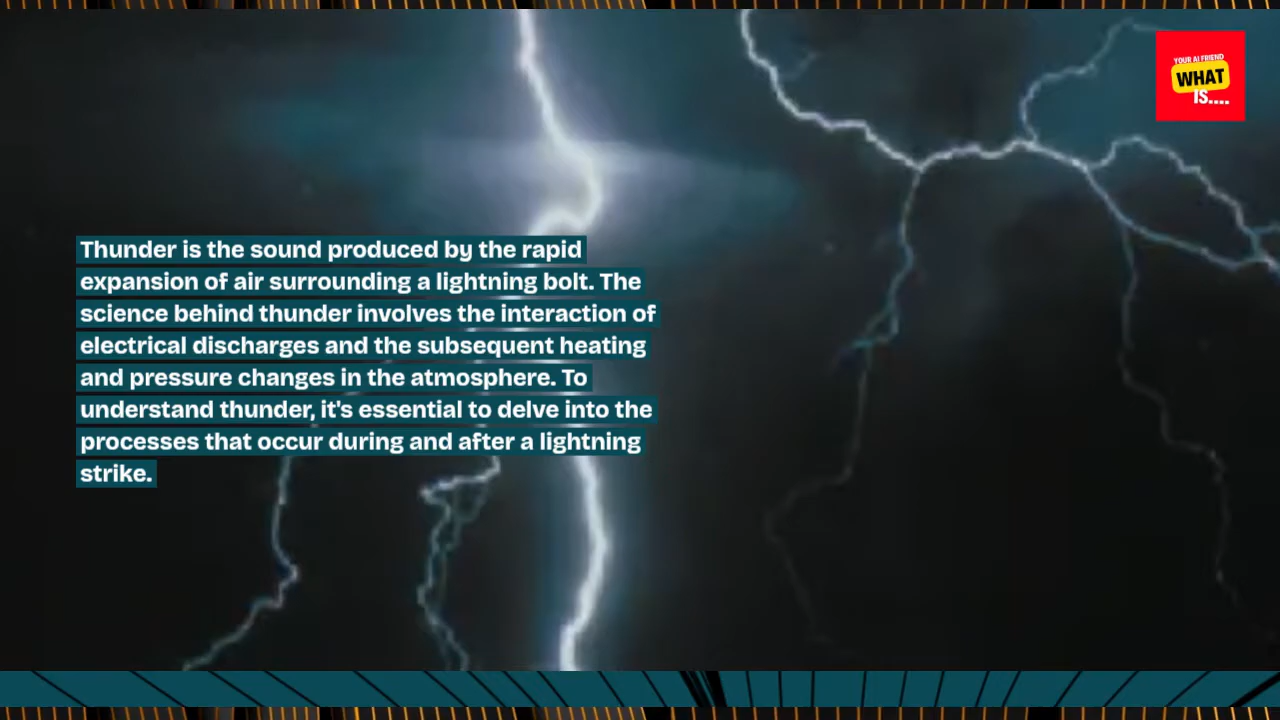 YOUR AI FRIEND
WHAT
IS....
Thunder is the sound produced by the rapid
expansion of air surrounding a lightning bolt. The
science behind thunder involves the interaction of
electrical discharges and the subsequent heating
and pressure changes in the atmosphere. To
understand thunder, it's essential to delve into the
processes that occur during and after a lightning
strike.